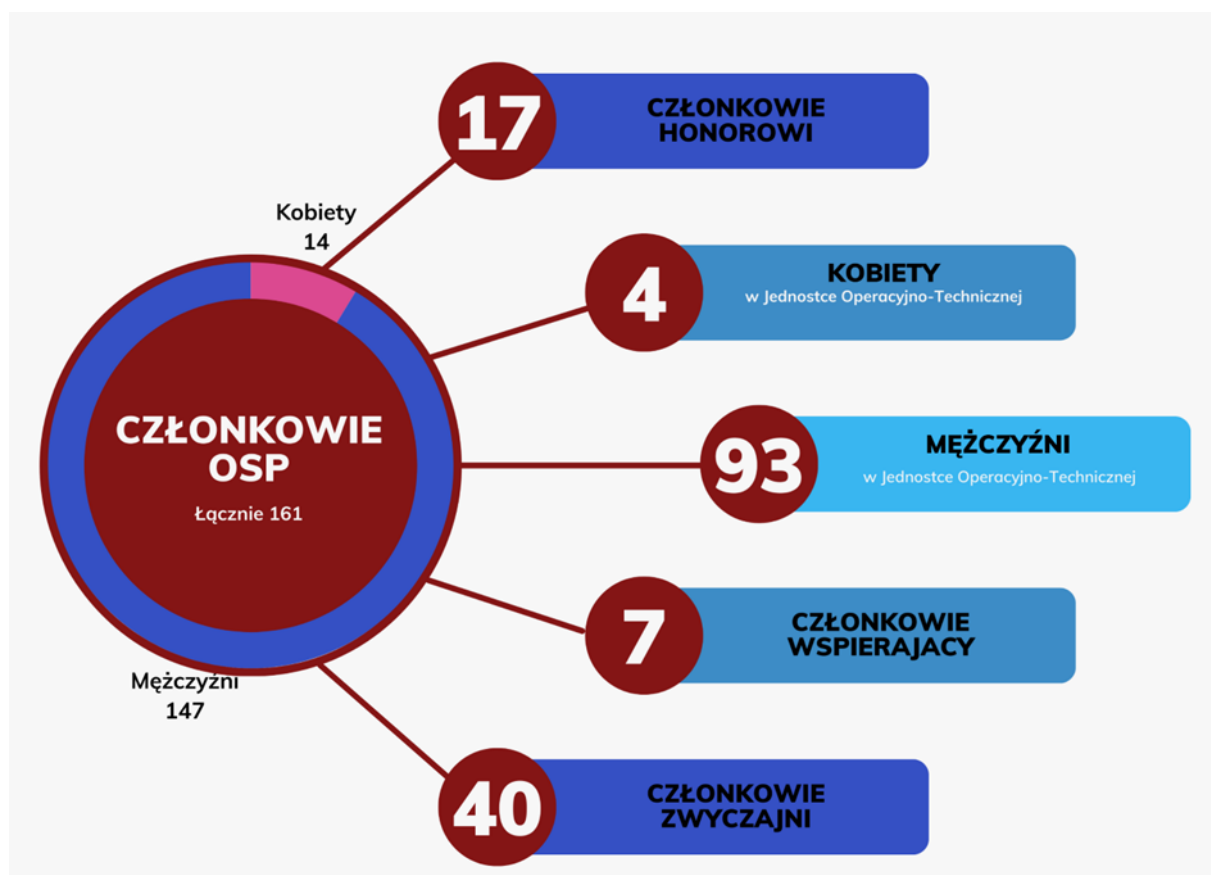 17
CZŁONKOWIE
HONOROWI
Kobiety
14
4
KOBIETY
w Jednostce Operacyjno-Technicznej
CZŁONKOWIE
OSP
Łącznie 161
93
MĘŻCZYŹNI
w Jednostce Operacyjno-Technicznej
7
CZŁONKOWIE
WSPIERAJACY
Mężczyźni
147
40
CZŁONKOWIE
ZWYCZAJNI